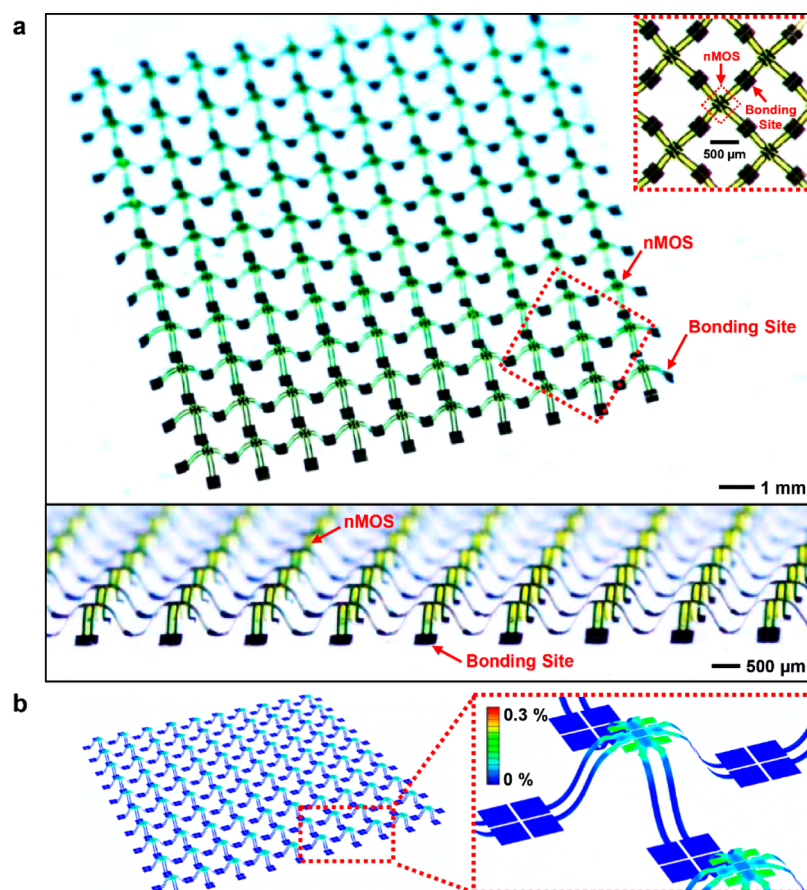 a
nMOS
Bonding
Site
500 µm
nMOS
Bonding Site
1 mm
nMOS
Bonding Site
500 µm
b
0.3 %
0 %